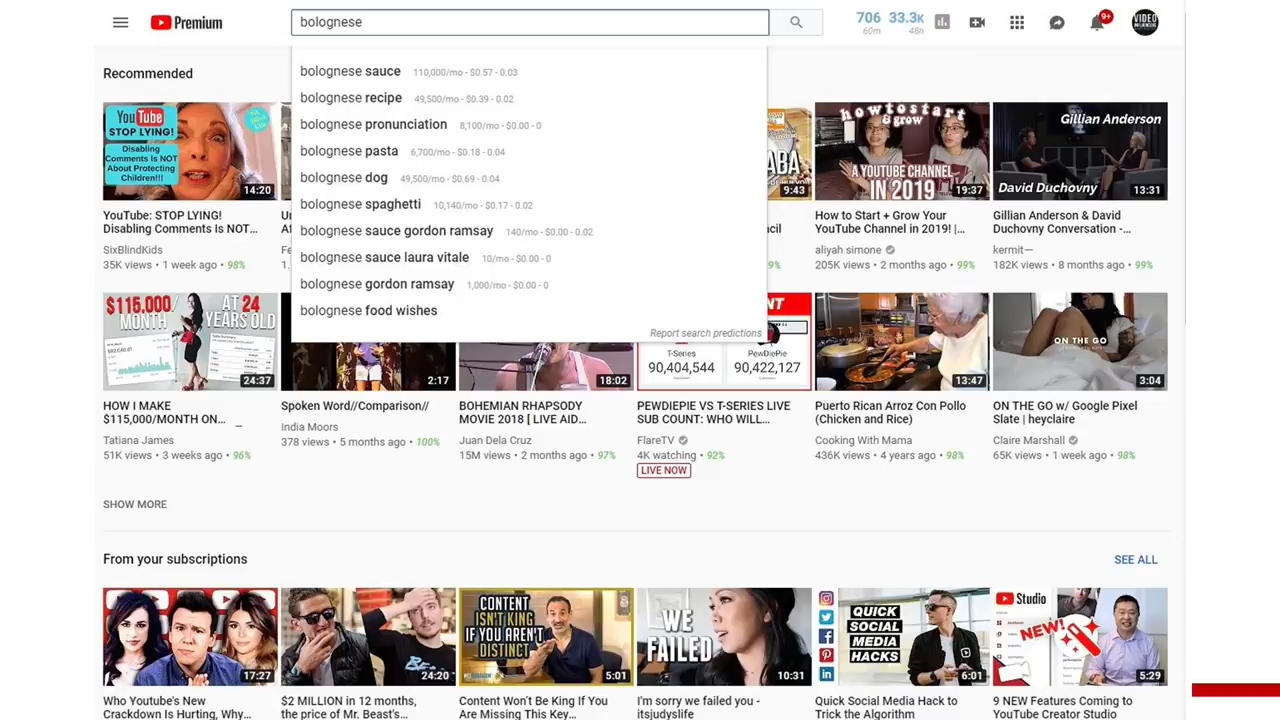 Premium
bolognese
706 33.3K
60m 48h
9+
VIDEO
INFLUENCERS
bolognese sauce 110,000/mo - $0.57 - 0.03
bolognese recipe 49,500/mo - $0.39 - 0.02
bolognese pronunciation 8,100/mo - $0.00 - 0
bolognese pasta 6,700/mo - $0.18 - 0.04
bolognese dog 49,500/mo - $0.69 - 0.04
bolognese spaghetti 10,140/mo - $0.17 - 0.02
bolognese sauce gordon ramsay 140/mo - $0.00 - 0.02
bolognese sauce laura vitale 10/mo - $0.00 - 0
bolognese gordon ramsay 1,000/mo - $0.00 - 0
bolognese food wishes
Report search predictions
Recommended
YouTube
STOP LYING!
Disabling
Comments Is NOT
About Protecting
Children!!!
14:20
9:43
how to start
& grow
A YOUTUBE CHANNEL
IN 2019
19:37
Gillian Anderson
David Duchovny
13:31
YouTube: STOP LYING!
Disabling Comments Is NOT…
SixBlindKids
35K views • 1 week ago • 98%
How to Start + Grow Your
YouTube Channel in 2019! |…
aliyah simone
205K views • 2 months ago • 99%
Gillian Anderson & David
Duchovny Conversation -…
kermit—
182K views • 8 months ago • 99%
$115,000/
MONTH
AT 24
YEARS OLD
24:37
2:17
18:02
T-Series
90,404,544
PewDiePie
90,422,127
13:47
ON THE GO
3:04
HOW I MAKE
$115,000/MONTH ON…
Tatiana James
51K views • 3 weeks ago • 96%
Spoken Word//Comparison//
India Moors
378 views • 5 months ago • 100%
BOHEMIAN RHAPSODY
MOVIE 2018 [ LIVE AID…
Juan Dela Cruz
15M views • 2 months ago • 97%
PEWDIEPIE VS T-SERIES LIVE
SUB COUNT: WHO WILL…
FlareTV
4K watching • 92%
LIVE NOW
Puerto Rican Arroz Con Pollo
(Chicken and Rice)
Cooking With Mama
436K views • 4 years ago • 98%
ON THE GO w/ Google Pixel
Slate | heyclaire
Claire Marshall
65K views • 1 week ago • 98%
SHOW MORE
From your subscriptions
SEE ALL
17:27
24:20
CONTENT
ISN'T KING
IF YOU AREN'T
DISTINCT
5:01
WE
FAILED
10:31
QUICK
SOCIAL
MEDIA
HACKS
6:01
Studio
NEW!
5:29
Who Youtube's New
Crackdown Is Hurting, Why…
$2 MILLION in 12 months,
the price of Mr. Beast's…
Content Won't Be King If You
Are Missing This Key…
I'm sorry we failed you -
itsjudyslife
Quick Social Media Hack to
Trick the Algorithm
9 NEW Features Coming to
YouTube Creator Studio